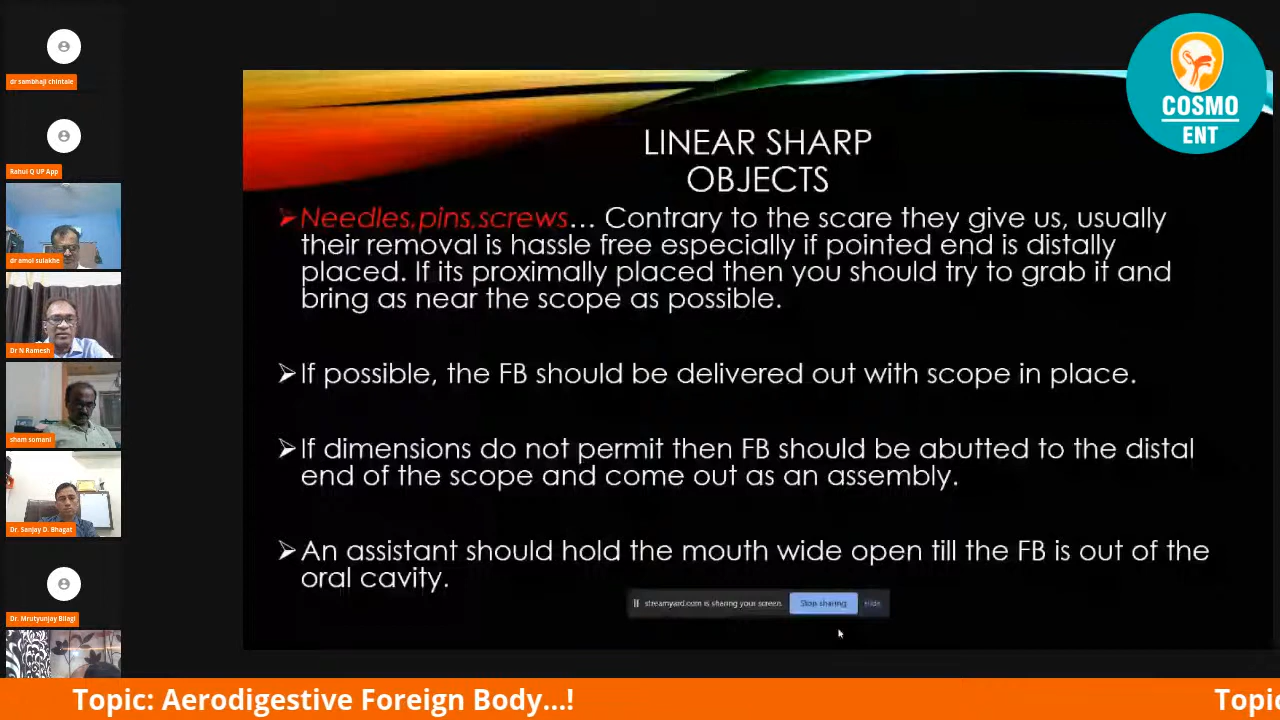 dr sambhaji chintale
Rahul Q UP App
dr amol sulakhe
Dr N Ramesh
sham somani
Dr. Sanjay D. Bhagat
Dr. Mrutyunjay Bilagi
COSMO
ENT
LINEAR SHARP
OBJECTS
➢Needles,pins,screws… Contrary to the scare they give us, usually
their removal is hassle free especially if pointed end is distally
placed. If its proximally placed then you should try to grab it and
bring as near the scope as possible.
➢If possible, the FB should be delivered out with scope in place.
➢If dimensions do not permit then FB should be abutted to the distal
end of the scope and come out as an assembly.
➢An assistant should hold the mouth wide open till the FB is out of the
oral cavity.
streamyard.com is sharing your screen. Stop sharing Hide
Topic: Aerodigestive Foreign Body...! Topic